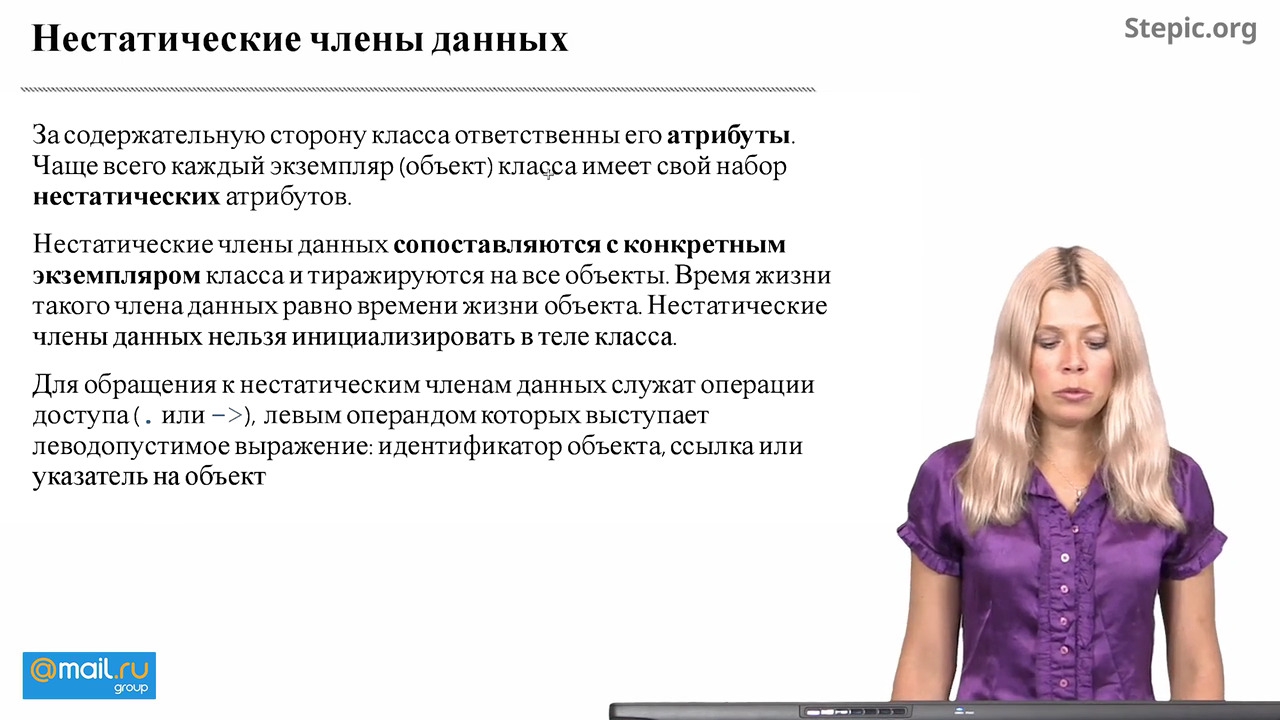 Нестатические члены данных
Stepic.org
За содержательную сторону класса ответственны его атрибуты.
Чаще всего каждый экземпляр (объект) класса имеет свой набор
нестатических атрибутов.
Нестатические члены данных сопоставляются с конкретным
экземпляром класса и тиражируются на все объекты. Время жизни
такого члена данных равно времени жизни объекта. Нестатические
члены данных нельзя инициализировать в теле класса.
Для обращения к нестатическим членам данных служат операции
доступа ( . или –>), левым операндом которых выступает
леводопустимое выражение: идентификатор объекта, ссылка или
указатель на объект
@mail.ru
group